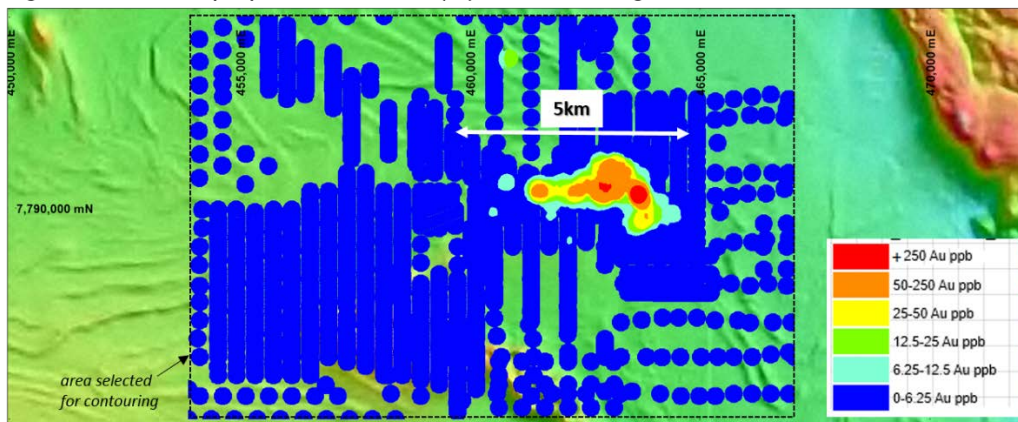 450,000 mE
455,000 mE
460,000 mE
465,000 mE
470,000 mE
5km
7,790,000 mN
area selected
for contouring
+250 Au ppb
50-250 Au ppb
25-50 Au ppb
12.5-25 Au ppb
6.25-12.5 Au ppb
0-6.25 Au ppb